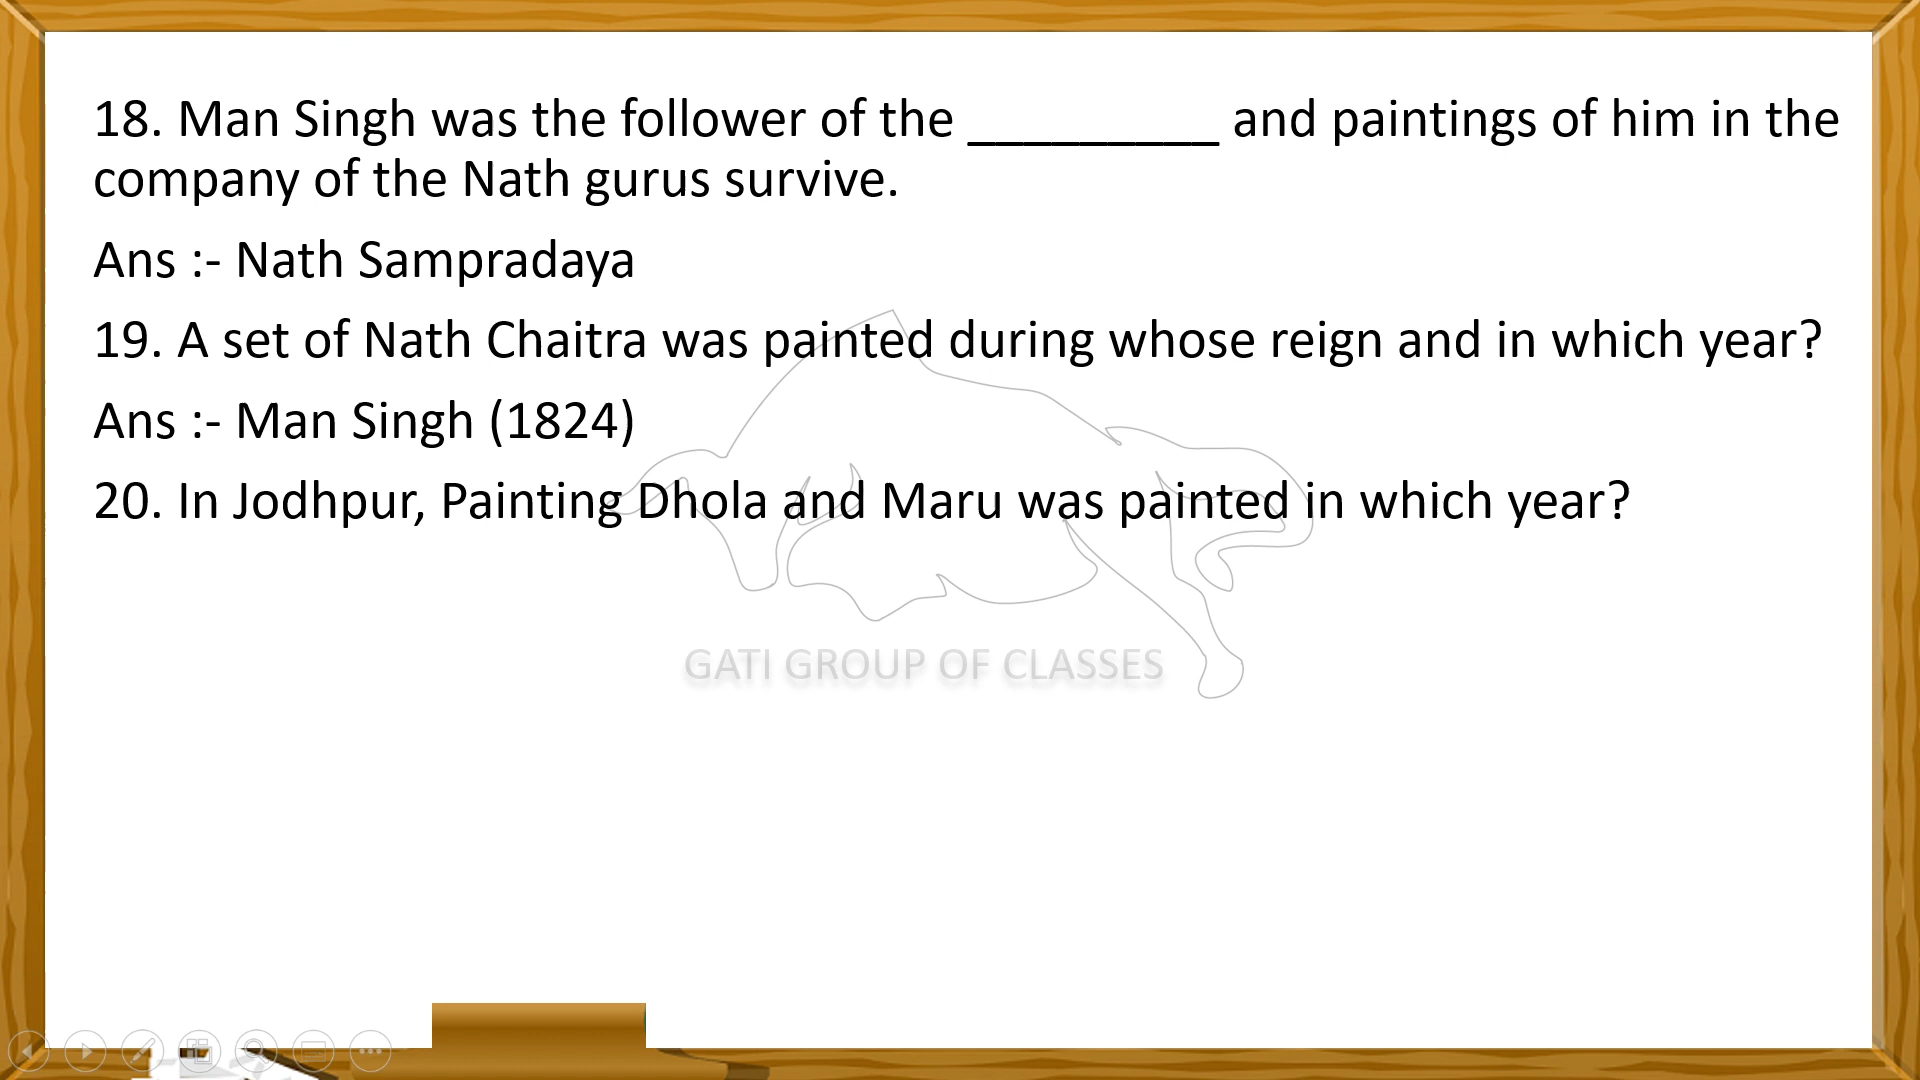 18. Man Singh was the follower of the _________ and paintings of him in the
company of the Nath gurus survive.
Ans :- Nath Sampradaya
19. A set of Nath Chaitra was painted during whose reign and in which year?
Ans :- Man Singh (1824)
20. In Jodhpur, Painting Dhola and Maru was painted in which year?
GATI GROUP OF CLASSES